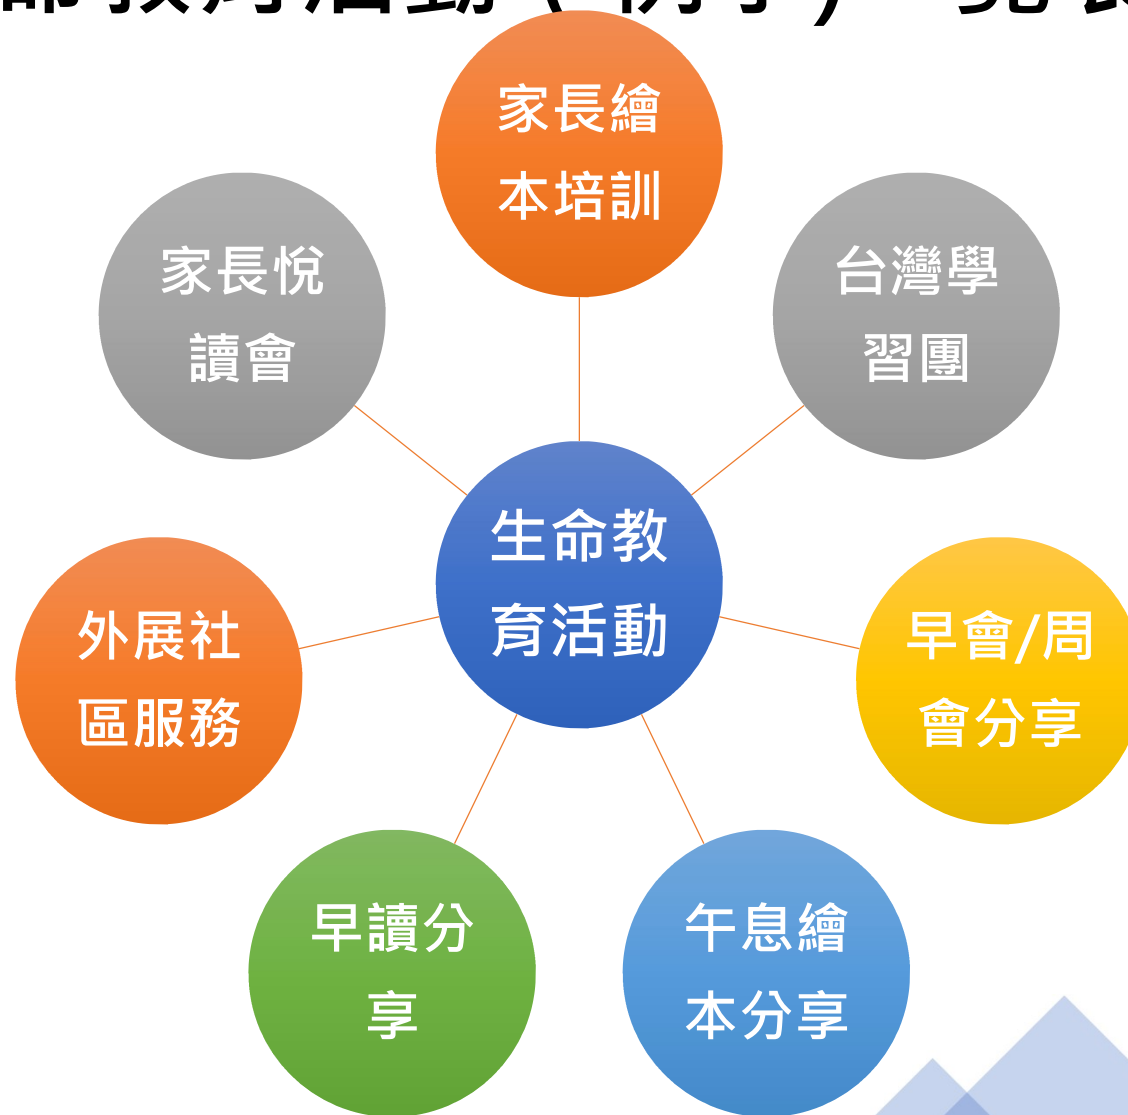 家長繪
本培訓
台灣學
習團
早會/周
會分享
午息繪
本分享
早讀分
享
外展社
區服務
家長悅
讀會
生命教
育活動